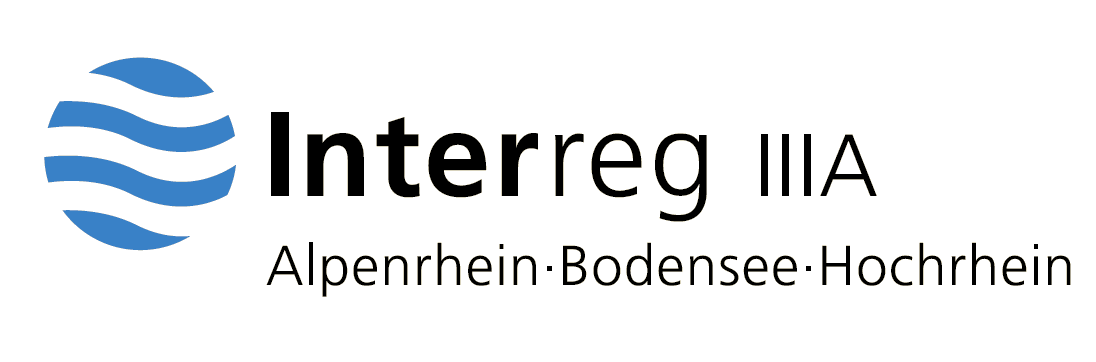 Interreg IIIA
Alpenrhein·Bodensee·Hochrhein